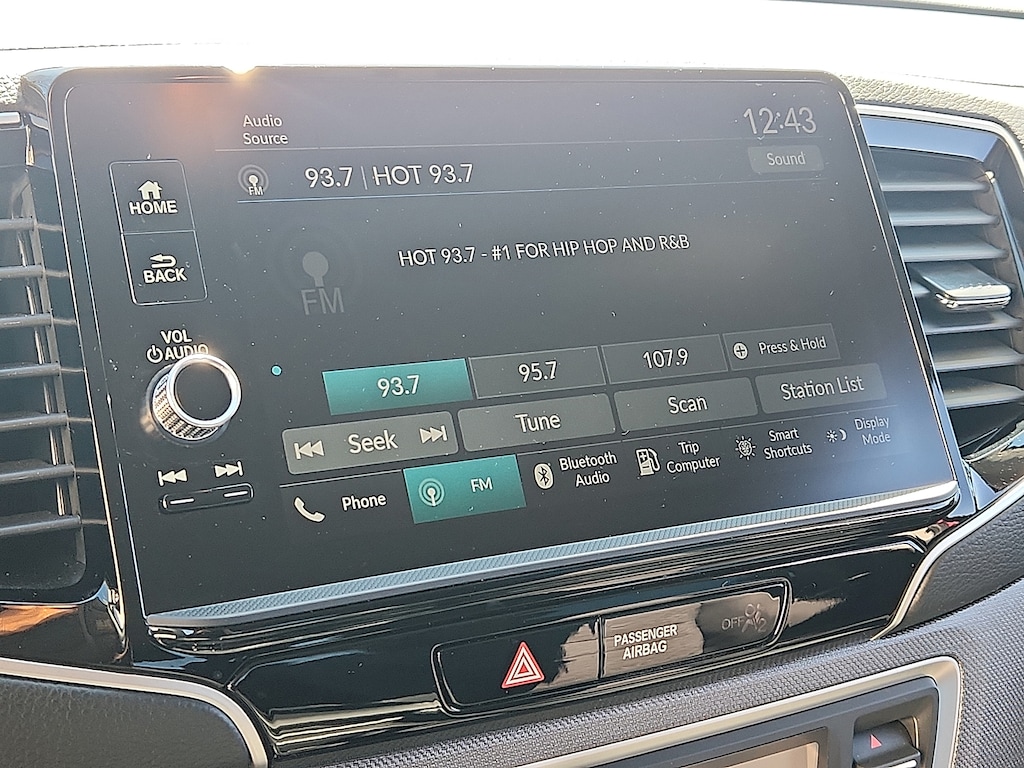 Audio
Source
12:43
FM
93.7 | HOT 93.7
Sound
HOME
BACK
FM
HOT 93.7 - #1 FOR HIP HOP AND R&B
VOL
AUDIO
93.7
95.7
107.9
Press & Hold
Seek
Tune
Scan
Station List
Phone
FM
Bluetooth
Audio
Trip
Computer
Smart
Shortcuts
Display
Mode
PASSENGER
AIRBAG
OFF